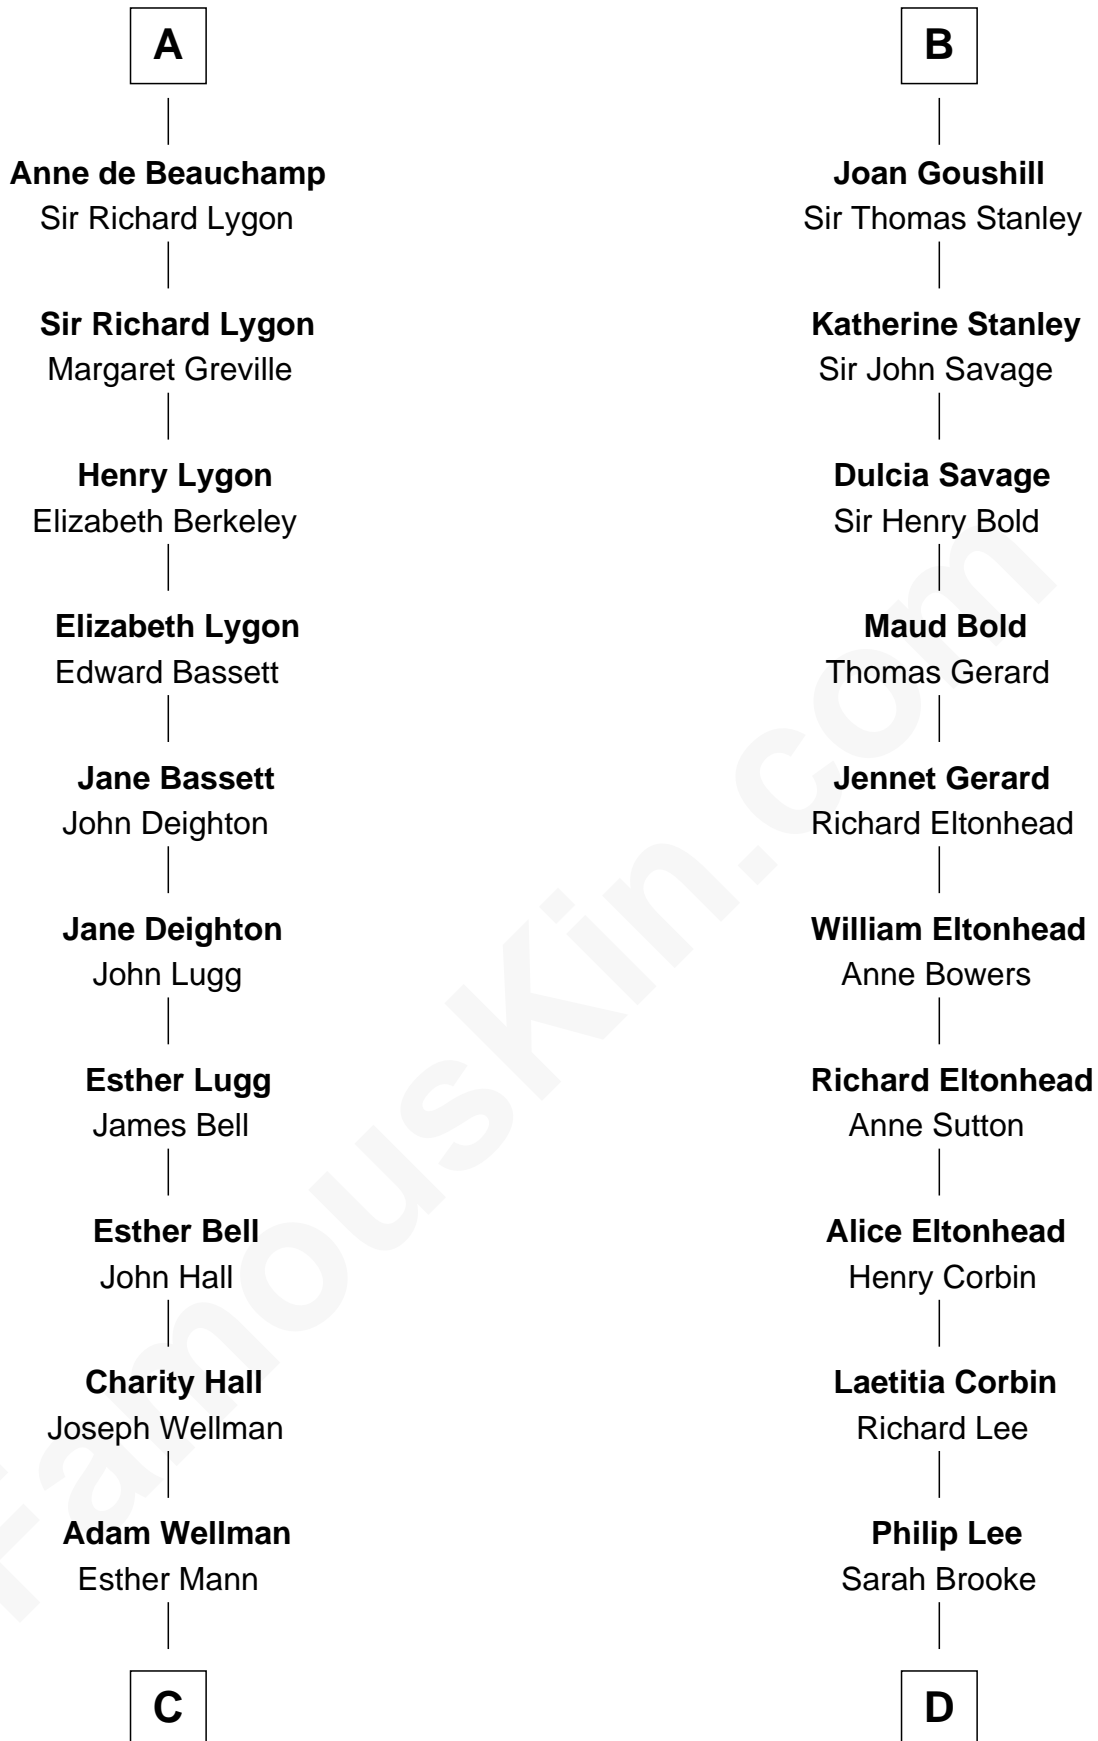 A
Anne de Beauchamp
Sir Richard Lygon
Sir Richard Lygon
Margaret Greville
Henry Lygon
Elizabeth Berkeley
Elizabeth Lygon
Edward Bassett
Jane Bassett
John Deighton
Jane Deighton
John Lugg
Esther Lugg
James Bell
Esther Bell
John Hall
Charity Hall
Joseph Wellman
Adam Wellman
Esther Mann
C
B
Joan Goushill
Sir Thomas Stanley
Katherine Stanley
Sir John Savage
Dulcia Savage
Sir Henry Bold
Maud Bold
Thomas Gerard
Jennet Gerard
Richard Eltonhead
William Eltonhead
Anne Bowers
Richard Eltonhead
Anne Sutton
Alice Eltonhead
Henry Corbin
Laetitia Corbin
Richard Lee
Philip Lee
Sarah Brooke
D
FamousKin.com